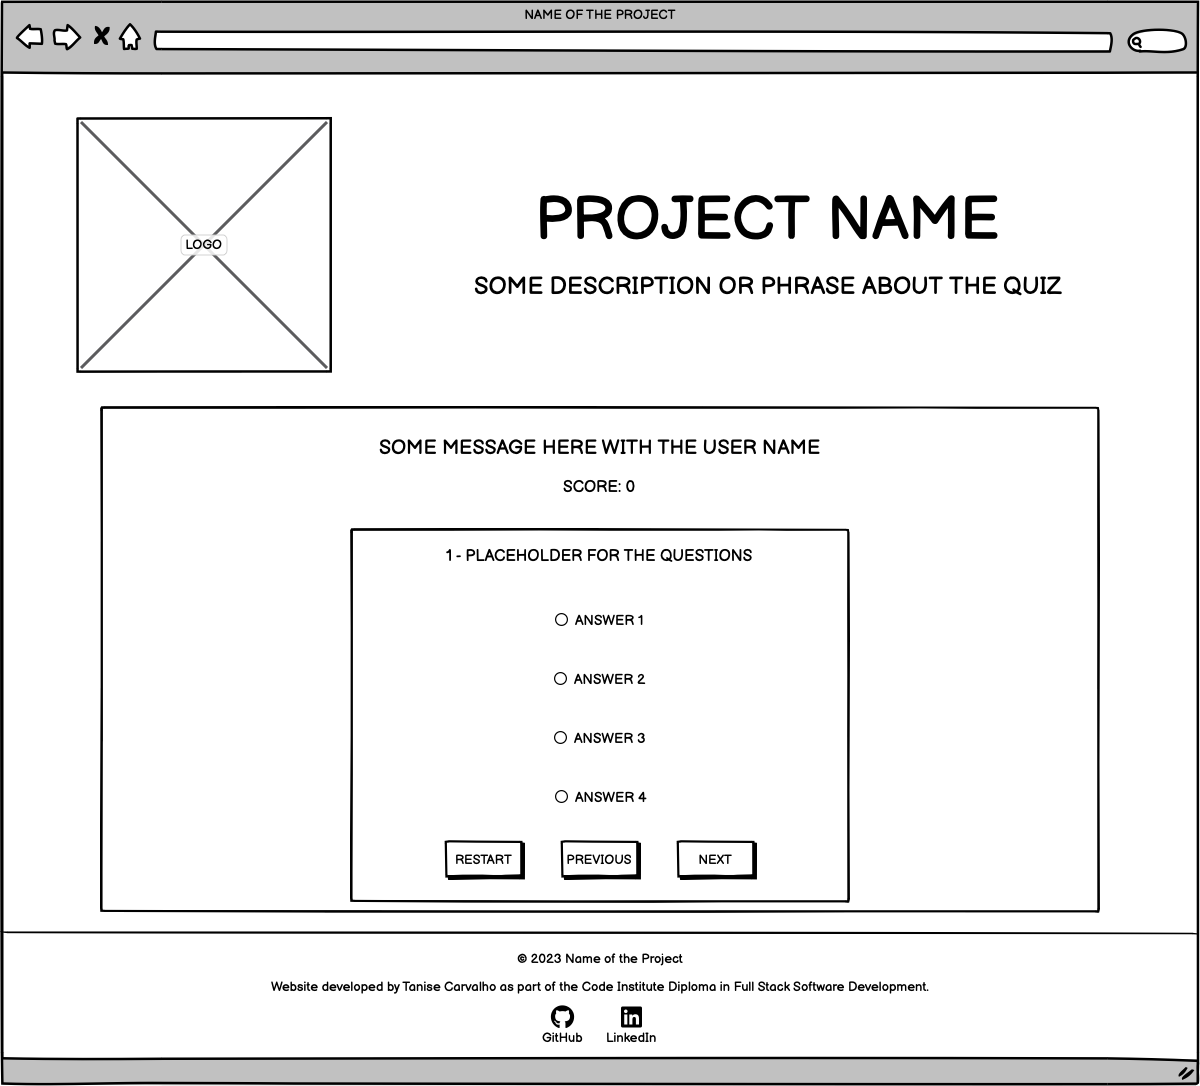 NAME OF THE PROJECT
LOGO
PROJECT NAME
SOME DESCRIPTION OR PHRASE ABOUT THE QUIZ
SOME MESSAGE HERE WITH THE USER NAME
SCORE: 0
1 - PLACEHOLDER FOR THE QUESTIONS
ANSWER 1
ANSWER 2
ANSWER 3
ANSWER 4
RESTART PREVIOUS NEXT
© 2023 Name of the Project
Website developed by Tanise Carvalho as part of the Code Institute Diploma in Full Stack Software Development.
GitHub LinkedIn